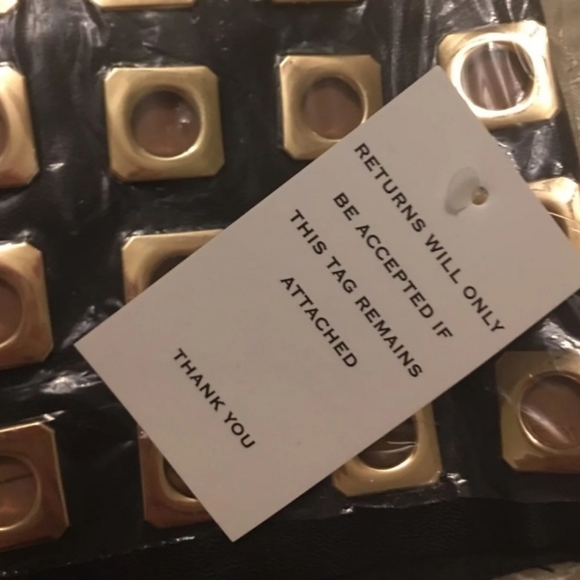 RETURNS WILL ONLY
BE ACCEPTED IF
THIS TAG REMAINS
ATTACHED
THANK YOU